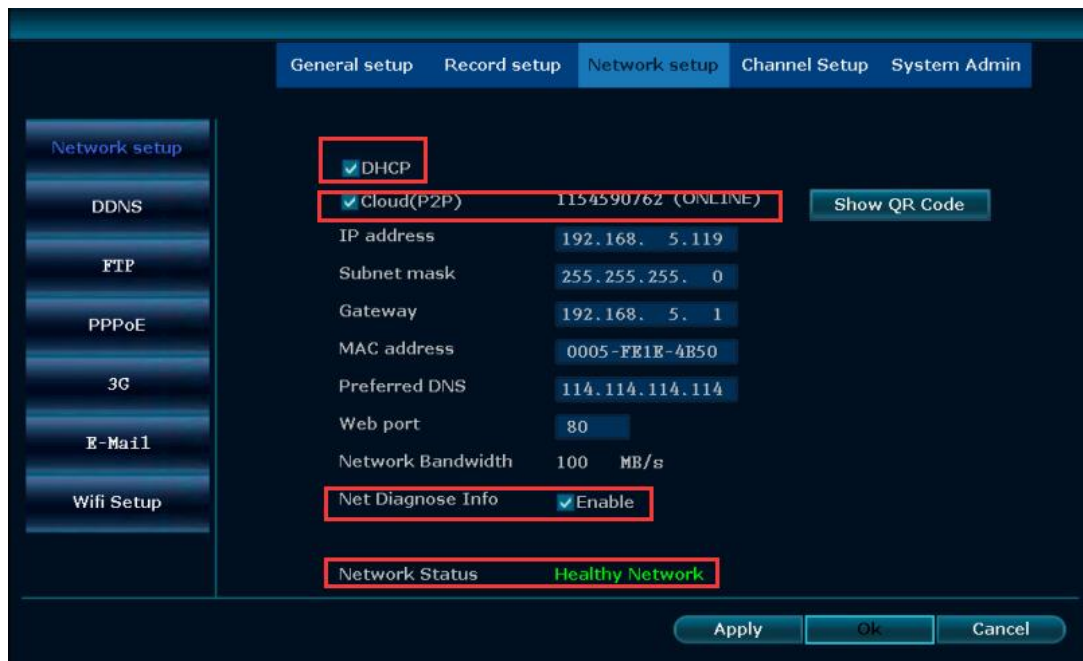 General setup Record setup Network setup Channel Setup System Admin
Network setup
DDNS
FTP
PPPoE
3G
E-Mail
Wifi Setup
DHCP
Cloud(P2P) 1154590762 (ONLINE) Show QR Code
IP address 192.168. 5.119
Subnet mask 255.255.255. 0
Gateway 192.168. 5. 1
MAC address 0005-FE1E-4B50
Preferred DNS 114.114.114.114
Web port 80
Network Bandwidth 100 MB/s
Net Diagnose Info Enable
Network Status Healthy Network
Apply Ok Cancel